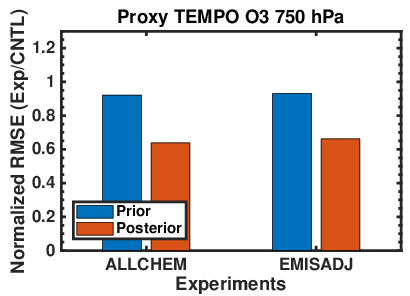 Proxy TEMPO O3 750 hPa
Normalized RMSE (Exp/CNTL)
1.2
1
0.8
0.6
0.4
0.2
0
Prior
Posterior
ALLCHEM EMISADJ
Experiments